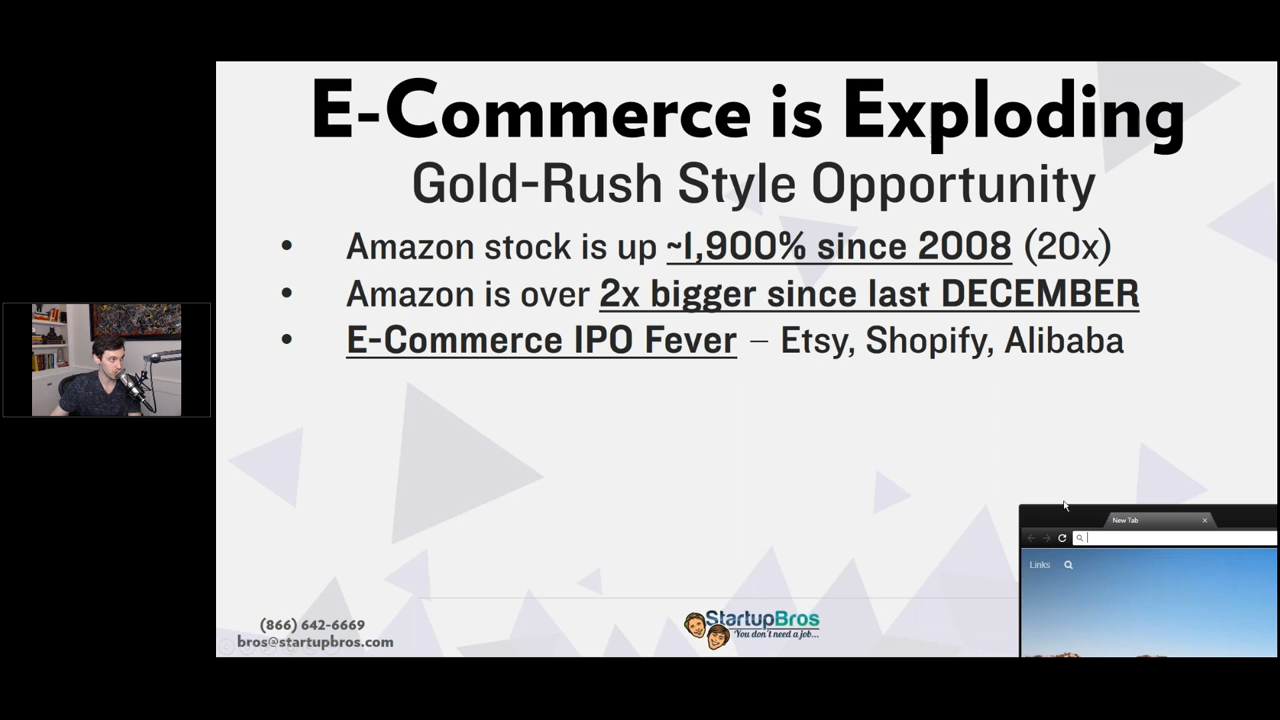 E-Commerce is Exploding
Gold-Rush Style Opportunity
• Amazon stock is up ~1,900% since 2008 (20x)
• Amazon is over 2x bigger since last DECEMBER
• E-Commerce IPO Fever – Etsy, Shopify, Alibaba
New Tab
Links
(866) 642-6669
bros@startupbros.com
StartupBros
"You don't need a job...